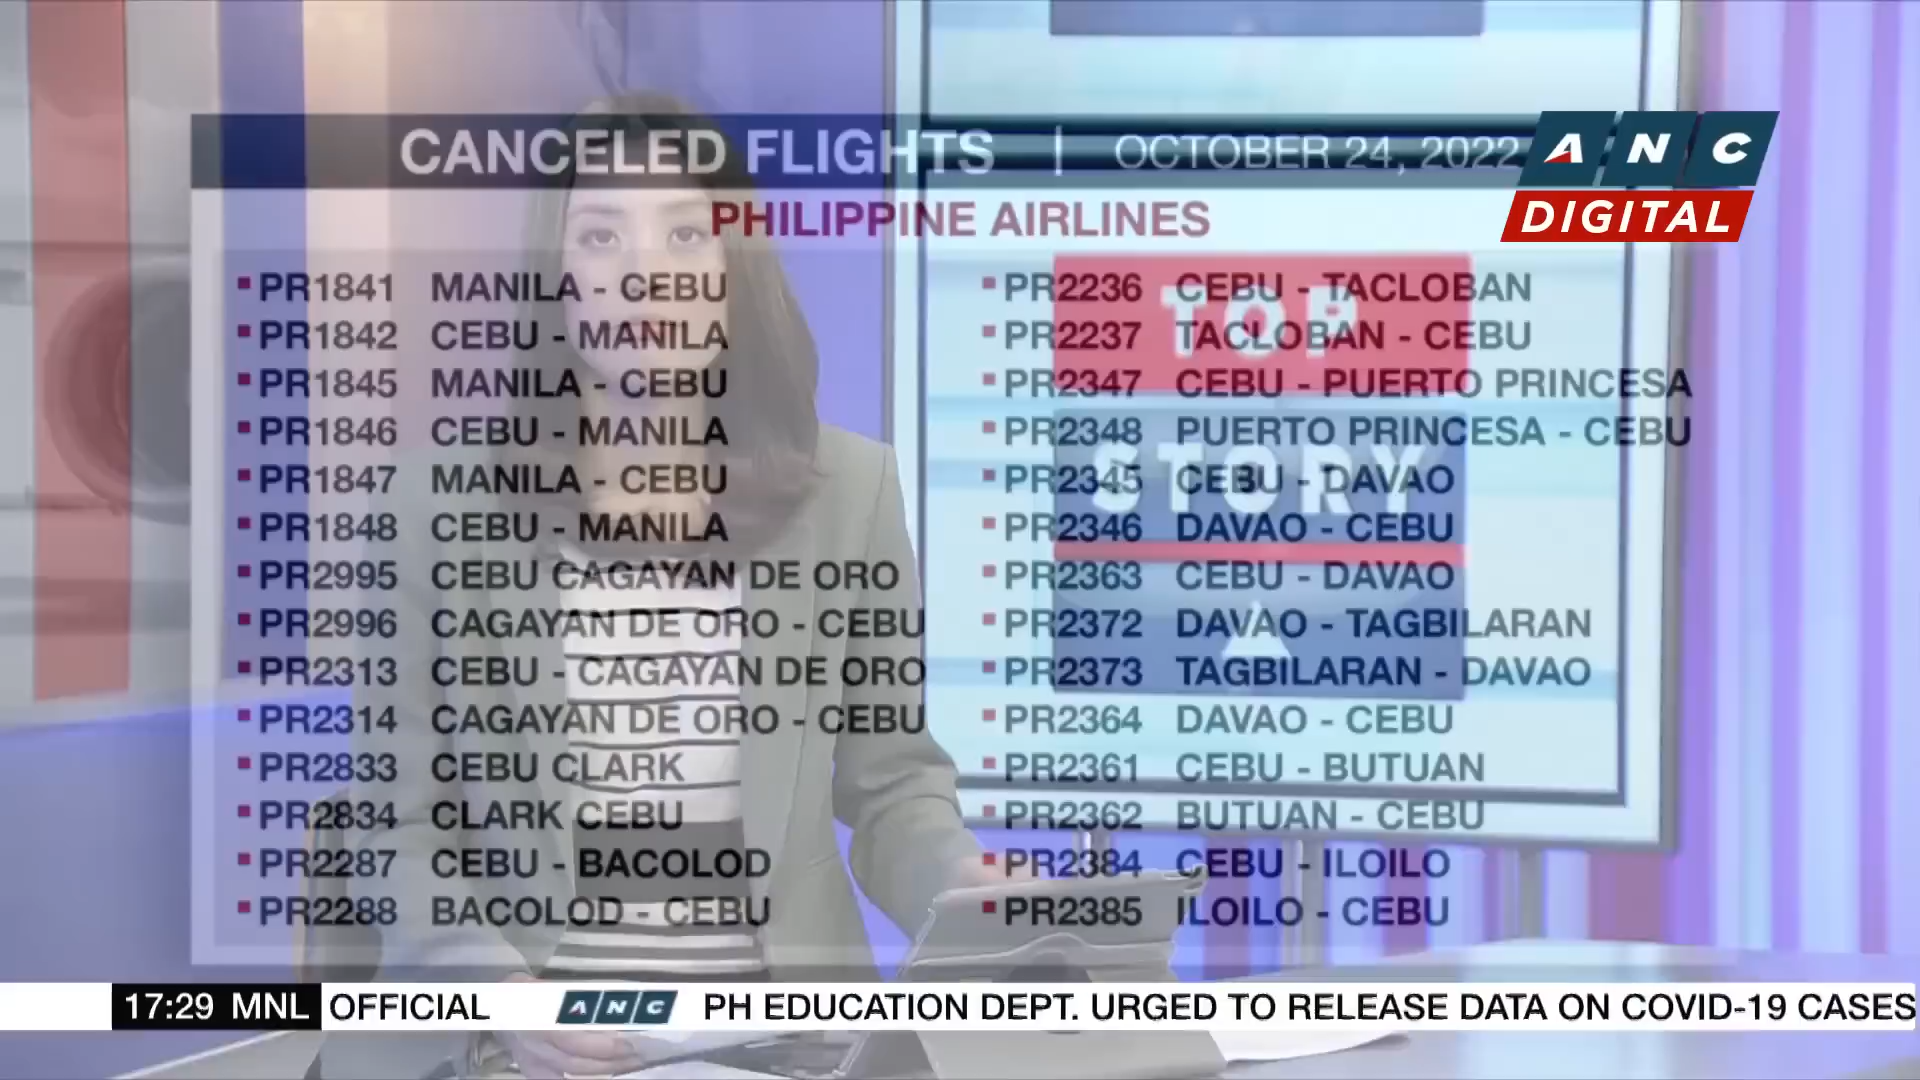 CANCELED FLIGHTS | OCTOBER 24, 2022
ANC
DIGITAL
PHILIPPINE AIRLINES
PR1841 MANILA - CEBU
PR1842 CEBU - MANILA
PR1845 MANILA - CEBU
PR1846 CEBU - MANILA
PR1847 MANILA - CEBU
PR1848 CEBU - MANILA
PR2995 CEBU CAGAYAN DE ORO
PR2996 CAGAYAN DE ORO - CEBU
PR2313 CEBU - CAGAYAN DE ORO
PR2314 CAGAYAN DE ORO - CEBU
PR2833 CEBU CLARK
PR2834 CLARK CEBU
PR2287 CEBU - BACOLOD
PR2288 BACOLOD - CEBU
PR2236 CEBU - TACLOBAN
PR2237 TACLOBAN - CEBU
PR2347 CEBU - PUERTO PRINCESA
PR2348 PUERTO PRINCESA - CEBU
PR2345 CEBU - DAVAO
PR2346 DAVAO - CEBU
PR2363 CEBU - DAVAO
PR2372 DAVAO - TAGBILARAN
PR2373 TAGBILARAN - DAVAO
PR2364 DAVAO - CEBU
PR2361 CEBU - BUTUAN
PR2362 BUTUAN - CEBU
PR2384 CEBU - ILOILO
PR2385 ILOILO - CEBU
TOP
STORY
17:29 MNL OFFICIAL ANC PH EDUCATION DEPT. URGED TO RELEASE DATA ON COVID-19 CASES